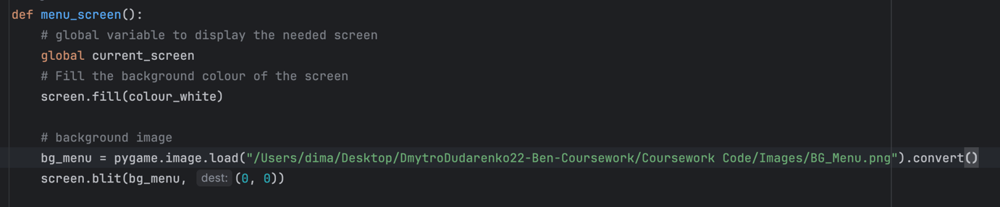 def menu_screen():
    # global variable to display the needed screen
    global current_screen
    # Fill the background colour of the screen
    screen.fill(colour_white)
    # background image
    bg_menu = pygame.image.load("/Users/dima/Desktop/DmytroDudarenko22-Ben-Coursework/Coursework Code/Images/BG_Menu.png").convert()
    screen.blit(bg_menu, dest: (0, 0))